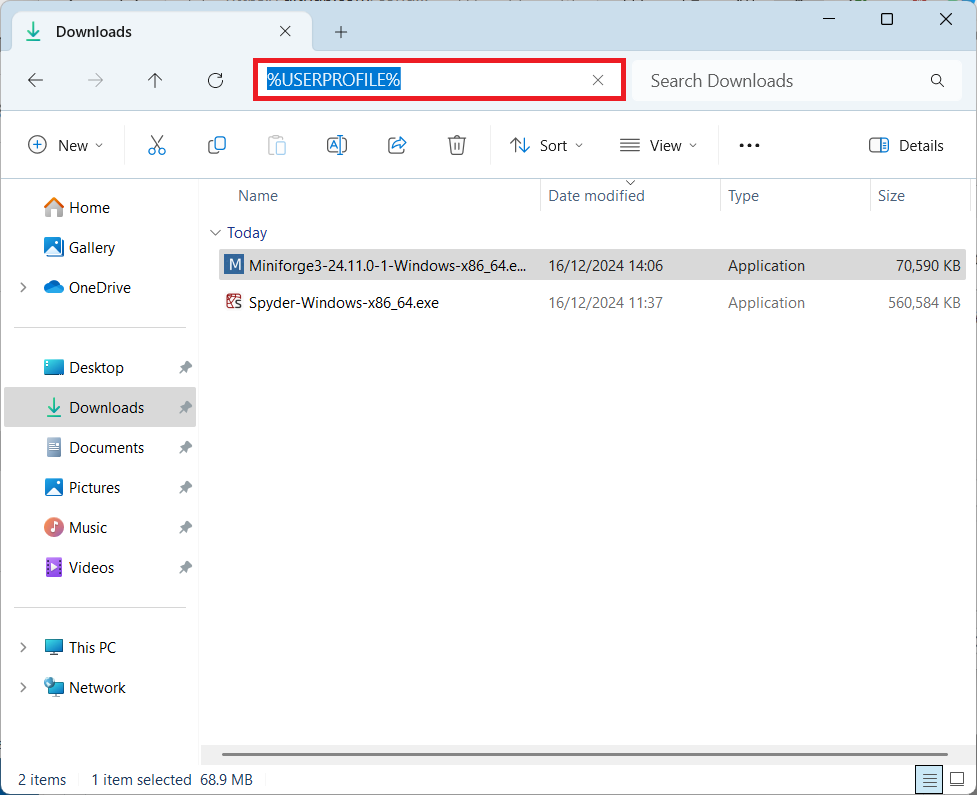 Downloads
%USERPROFILE%
Search Downloads
New
Sort
View
Details
Home
Gallery
OneDrive
Desktop
Downloads
Documents
Pictures
Music
Videos
This PC
Network
Name Date modified Type Size
Today
M Miniforge3-24.11.0-1-Windows-x86_64.e... 16/12/2024 14:06 Application 70,590 KB
Spyder-Windows-x86_64.exe 16/12/2024 11:37 Application 560,584 KB
2 items 1 item selected 68.9 MB